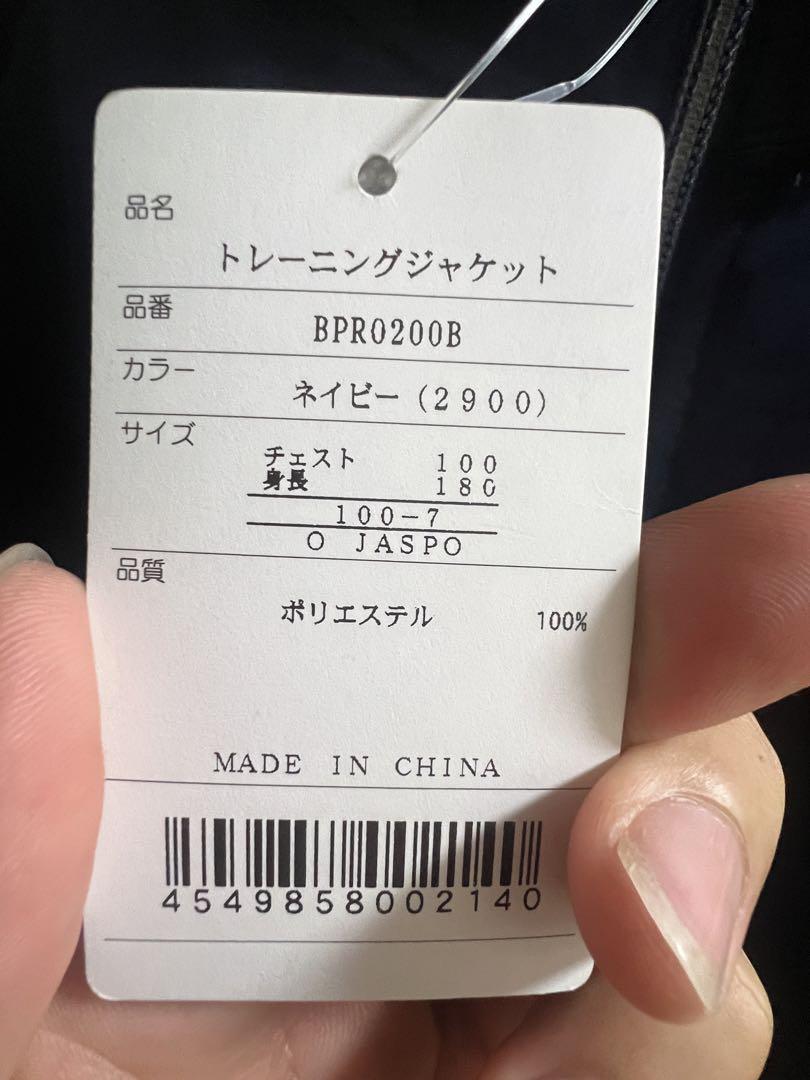 品名
トレーニングジャケット
品番
BPR0200B
カラー
ネイビー(2900)
サイズ
チェスト 100
身長 180
100-7
O JASPO
品質
ポリエステル 100%
MADE IN CHINA
4549858002140